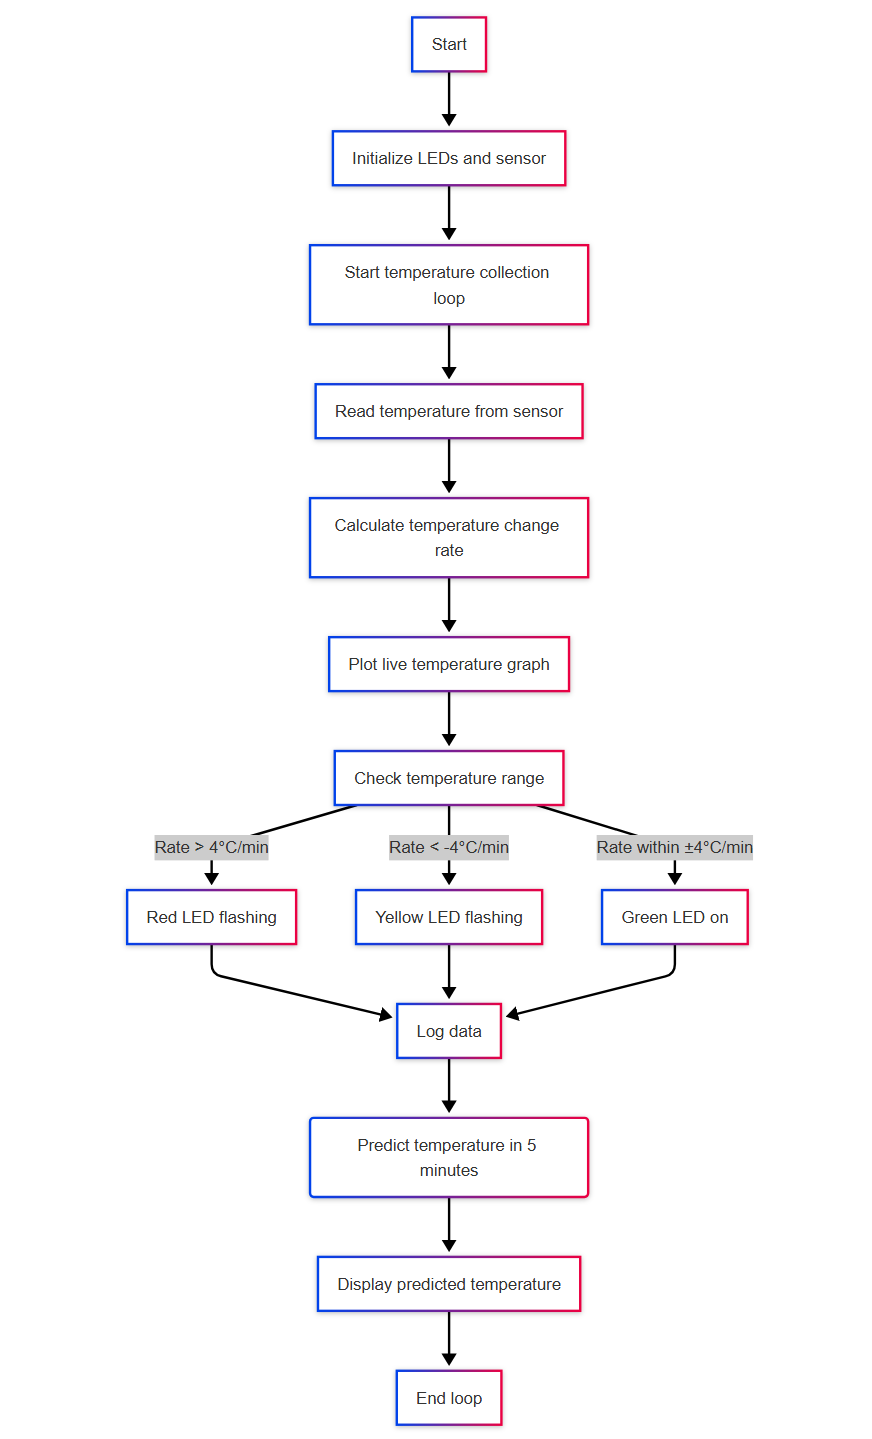 Start
Initialize LEDs and sensor
Start temperature collection
loop
Read temperature from sensor
Calculate temperature change
rate
Plot live temperature graph
Check temperature range
Rate > 4°C/min
Rate < -4°C/min
Rate within ±4°C/min
Red LED flashing
Yellow LED flashing
Green LED on
Log data
Predict temperature in 5
minutes
Display predicted temperature
End loop